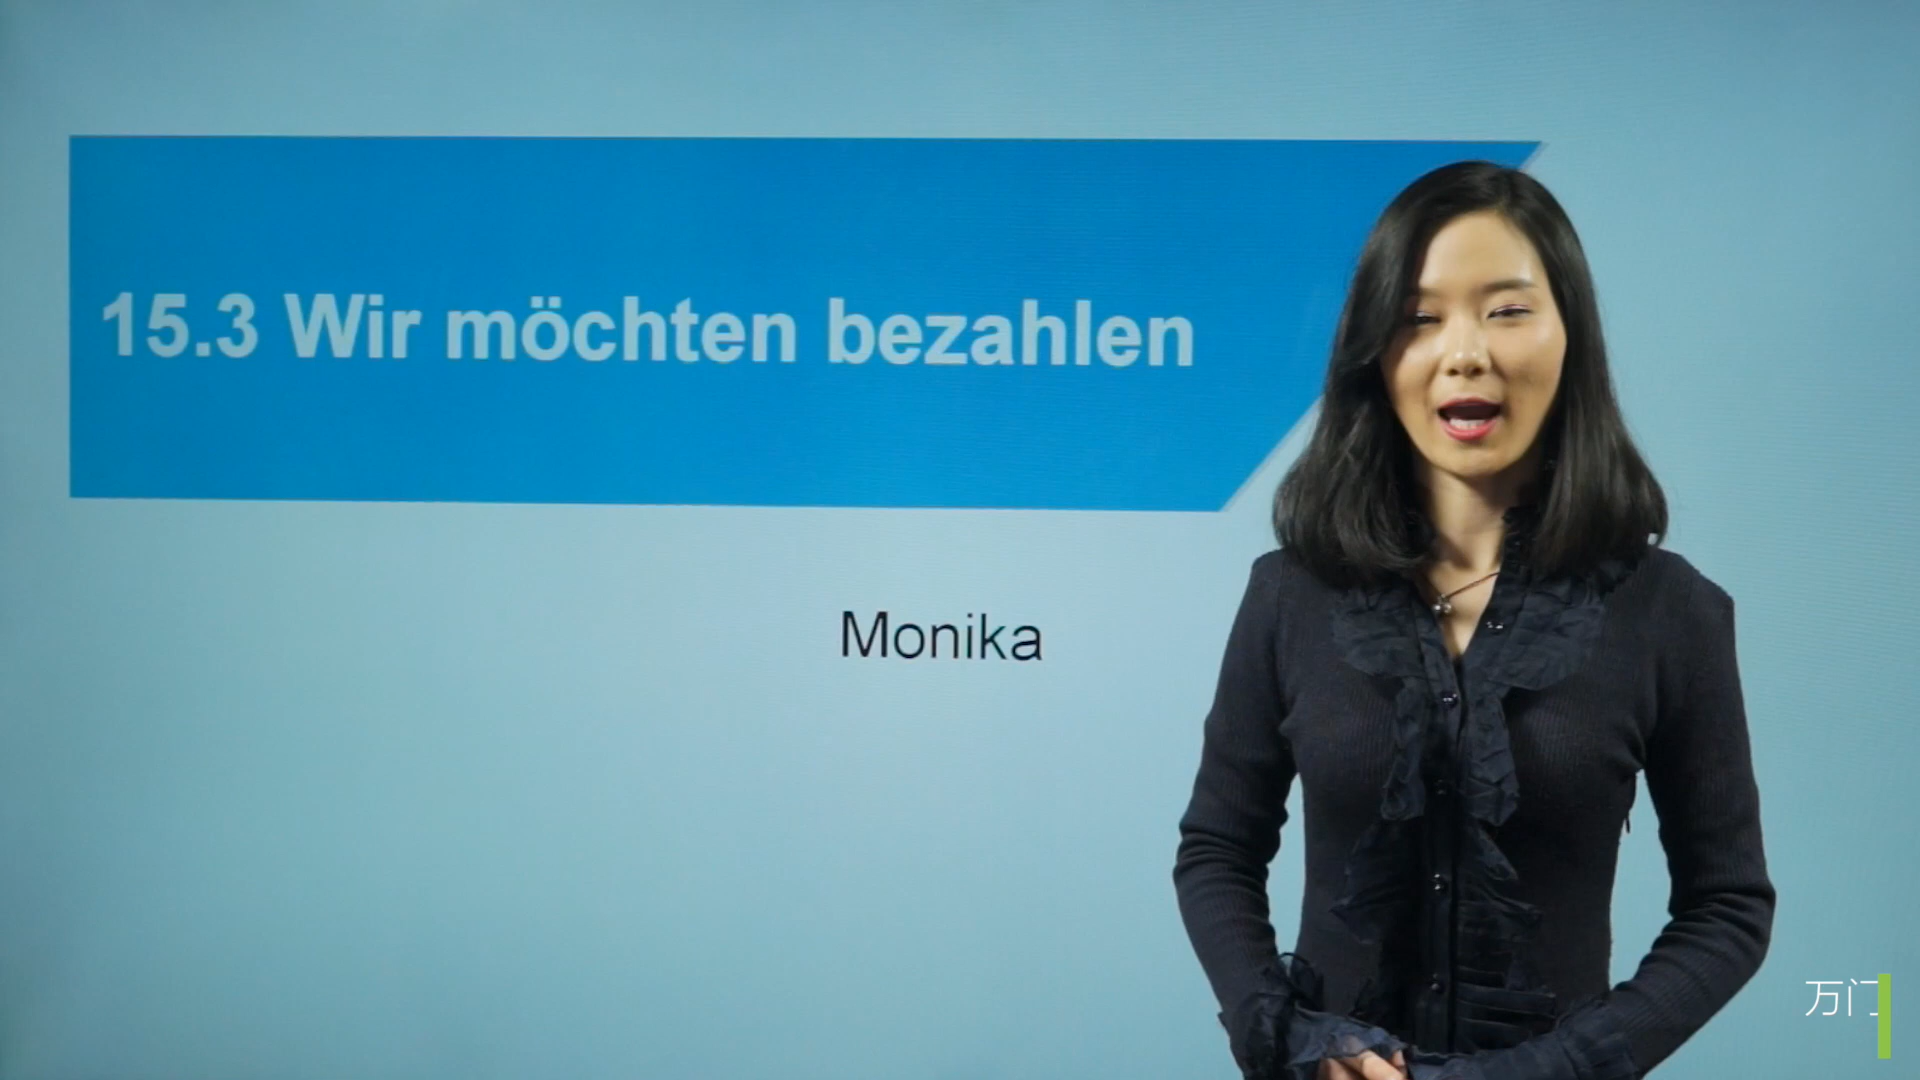 15.3 Wir möchten bezahlen
Monika
万门